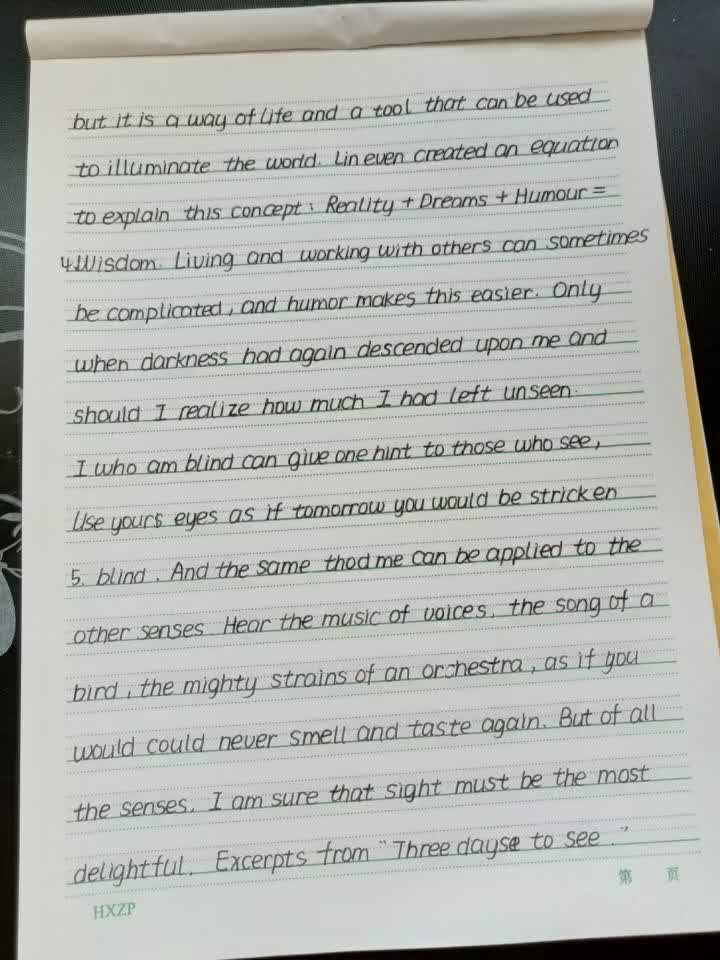 but it is a way of life and a tool that can be used
to illuminate the world. Lin even created an equation
to explain this concept: Reality + Dreams + Humour =
4.Wisdom. Living and working with others can sometimes
be complicated, and humor makes this easier. Only
when darkness had again descended upon me and
should I realize how much I had left unseen.
I who am blind can give one hint to those who see,
Use yours eyes as if tomorrow you would be stricken
5. blind. And the same thod me can be applied to the
other senses Hear the music of voices, the song of a
bird, the mighty strains of an orchestra, as if you
would could never smell and taste again. But of all
the senses. I am sure that sight must be the most
delightful. Excerpts from "Three dayse to see."
第 页
HXZP